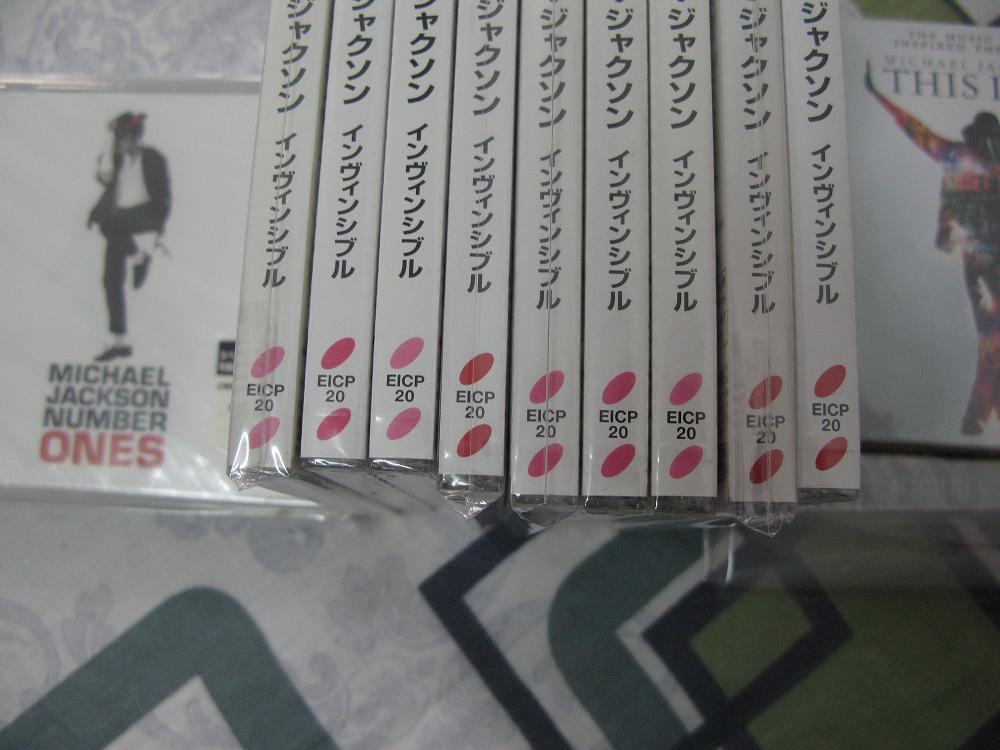 MICHAEL
JACKSON
NUMBER
ONES
ジャクソン インヴィンシブル
EICP
20
ジャクソン インヴィンシブル
EICP
20
ジャクソン インヴィンシブル
EICP
20
ジャクソン インヴィンシブル
EICP
20
・ジャクソン インヴィンシブル
EICP
20
・ジャクソン インヴィンシブル
EICP
20
・ジャクソン インヴィンシブル
EICP
20
・ジャクソン インヴィンシブル
EICP
20
ジャクソン インヴィンシブル
EICP
20
THE MUSIC
INSPIRED THE
MICHAEL JA
THIS I